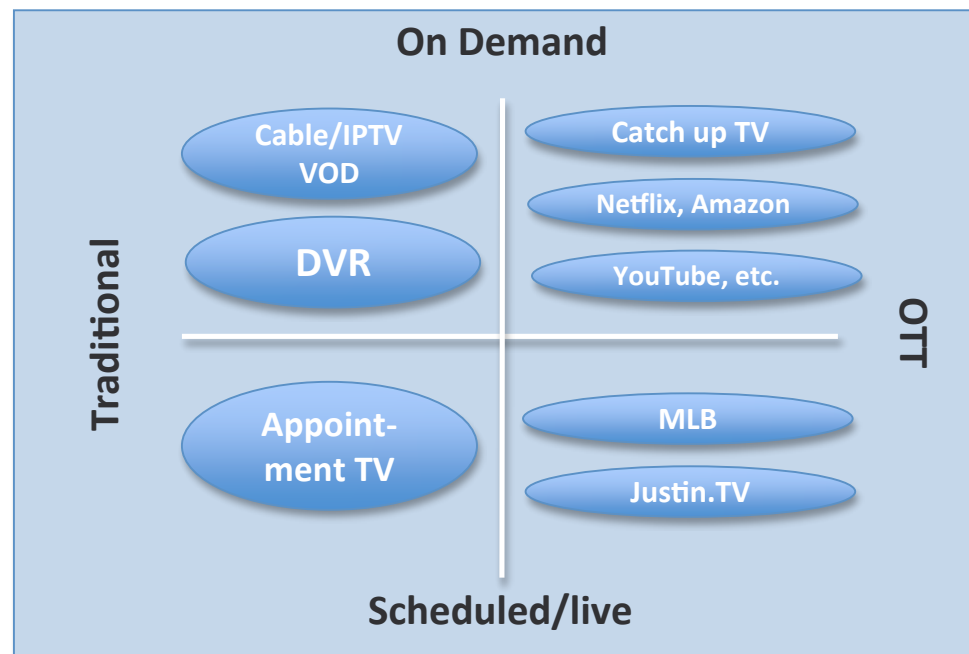 On Demand
Cable/IPTV
VOD
Catch up TV
Netflix, Amazon
DVR
YouTube, etc.
Traditional
OTT
Appoint-
ment TV
MLB
Justin.TV
Scheduled/live